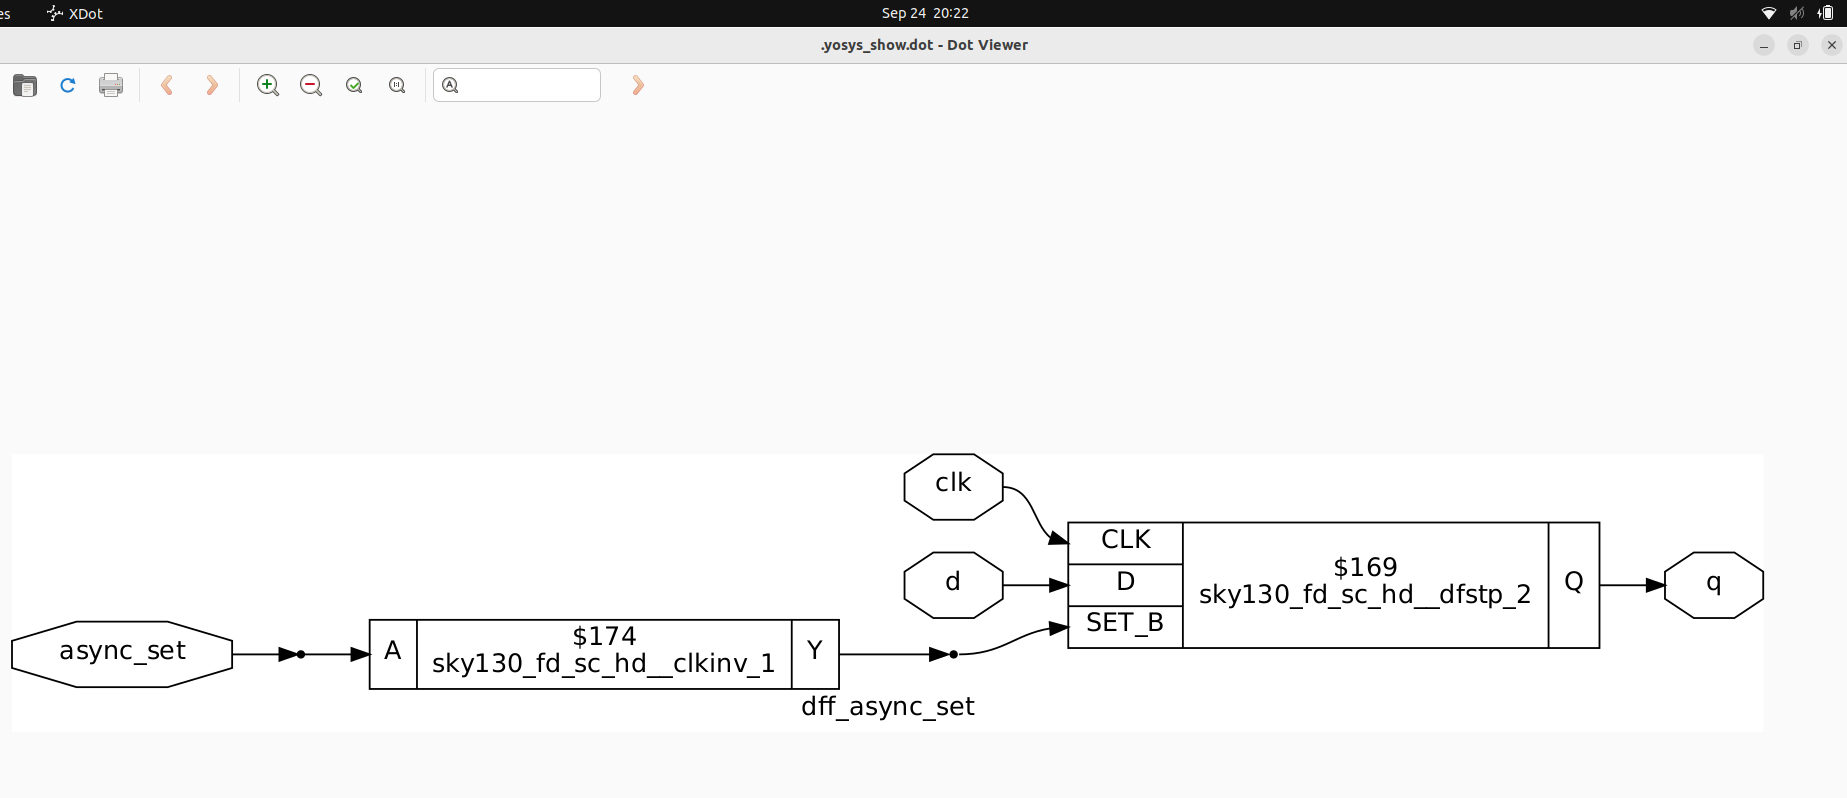 es
XDot
Sep 24 20:22
.yosys_show.dot - Dot Viewer
clk
d
async_set
A
$174
sky130_fd_sc_hd__clkinv_1
Y
CLK
D
SET_B
$169
sky130_fd_sc_hd__dfstp_2
Q
q
dff_async_set